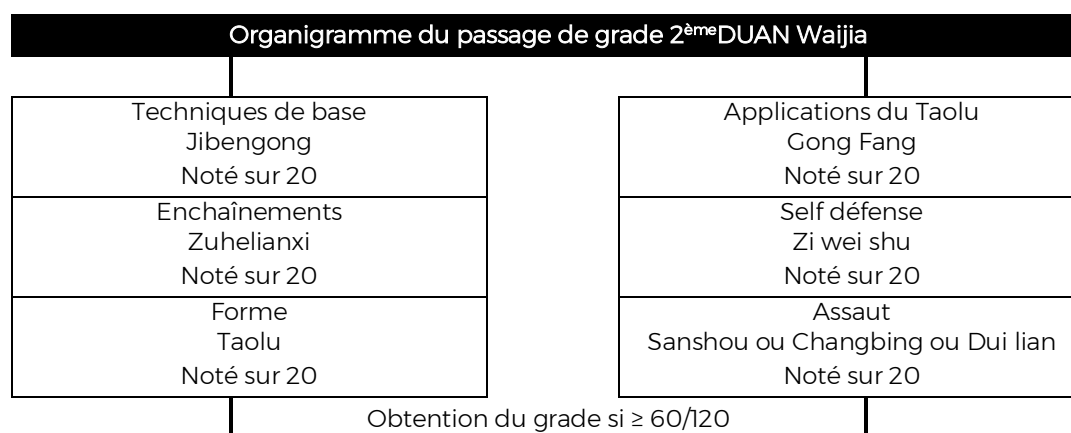 Organigramme du passage de grade 2èmeDUAN Waijia
Techniques de base
Jibengong
Noté sur 20
Enchaînements
Zuhelianxi
Noté sur 20
Forme
Taolu
Noté sur 20
Applications du Taolu
Gong Fang
Noté sur 20
Self défense
Zi wei shu
Noté sur 20
Assaut
Sanshou ou Changbing ou Dui lian
Noté sur 20
Obtention du grade si ≥ 60/120